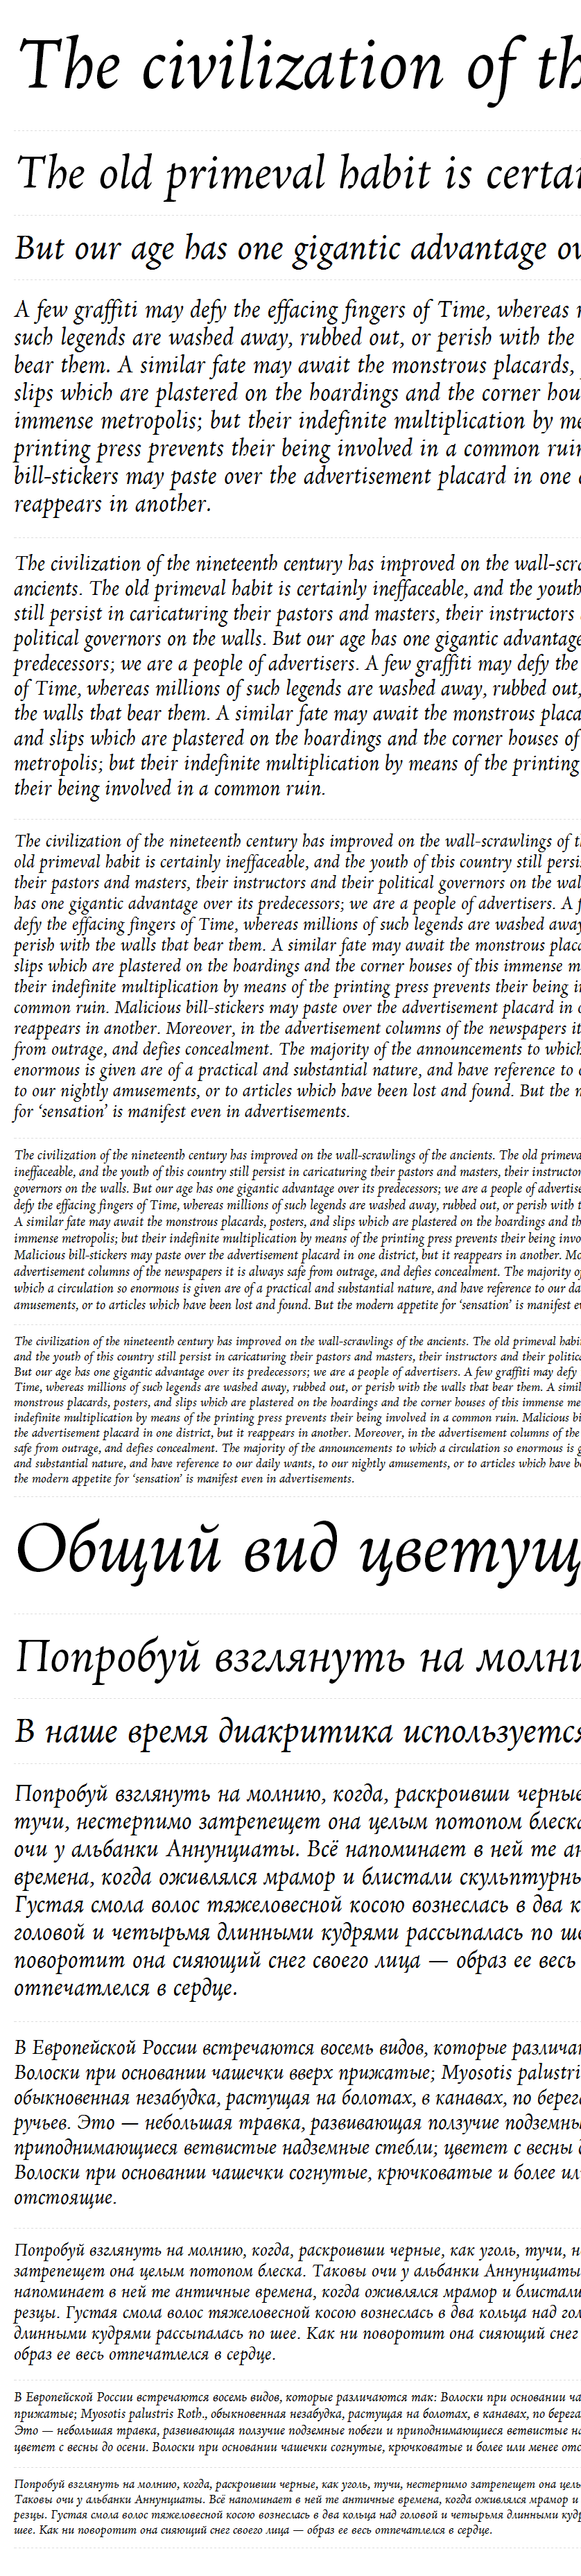 The civilization of th
The old primeval habit is certai
But our age has one gigantic advantage ov
A few graffiti may defy the effacing fingers of Time, whereas
such legends are washed away, rubbed out, or perish with the
bear them. A similar fate may await the monstrous placards,
slips which are plastered on the hoardings and the corner hou
immense metropolis; but their indefinite multiplication by me
printing press prevents their being involved in a common ruin
bill-stickers may paste over the advertisement placard in one
reappears in another.
The civilization of the nineteenth century has improved on the wall-scra
ancients. The old primeval habit is certainly ineffaceable, and the youth
still persist in caricaturing their pastors and masters, their instructors
political governors on the walls. But our age has one gigantic advantage
predecessors; we are a people of advertisers. A few graffiti may defy the
of Time, whereas millions of such legends are washed away, rubbed out,
the walls that bear them. A similar fate may await the monstrous placa
and slips which are plastered on the hoardings and the corner houses of
metropolis; but their indefinite multiplication by means of the printing
their being involved in a common ruin.
The civilization of the nineteenth century has improved on the wall-scrawlings of th
old primeval habit is certainly ineffaceable, and the youth of this country still persi
their pastors and masters, their instructors and their political governors on the wal
has one gigantic advantage over its predecessors; we are a people of advertisers. A f
defy the effacing fingers of Time, whereas millions of such legends are washed away
perish with the walls that bear them. A similar fate may await the monstrous placa
slips which are plastered on the hoardings and the corner houses of this immense m
their indefinite multiplication by means of the printing press prevents their being in
common ruin. Malicious bill-stickers may paste over the advertisement placard in o
reappears in another. Moreover, in the advertisement columns of the newspapers it
from outrage, and defies concealment. The majority of the announcements to which
enormous is given are of a practical and substantial nature, and have reference to o
to our nightly amusements, or to articles which have been lost and found. But the m
for ‘sensation’ is manifest even in advertisements.
The civilization of the nineteenth century has improved on the wall-scrawlings of the ancients. The old primeva
ineffaceable, and the youth of this country still persist in caricaturing their pastors and masters, their instructor
governors on the walls. But our age has one gigantic advantage over its predecessors; we are a people of advertise
defy the effacing fingers of Time, whereas millions of such legends are washed away, rubbed out, or perish with t
A similar fate may await the monstrous placards, posters, and slips which are plastered on the hoardings and th
immense metropolis; but their indefinite multiplication by means of the printing press prevents their being invo
Malicious bill-stickers may paste over the advertisement placard in one district, but it reappears in another. Mo
advertisement columns of the newspapers it is always safe from outrage, and defies concealment. The majority of
which a circulation so enormous is given are of a practical and substantial nature, and have reference to our da
amusements, or to articles which have been lost and found. But the modern appetite for ‘sensation’ is manifest ev
The civilization of the nineteenth century has improved on the wall-scrawlings of the ancients. The old primeval habi
and the youth of this country still persist in caricaturing their pastors and masters, their instructors and their politica
But our age has one gigantic advantage over its predecessors; we are a people of advertisers. A few graffiti may defy
Time, whereas millions of such legends are washed away, rubbed out, or perish with the walls that bear them. A simil
monstrous placards, posters, and slips which are plastered on the hoardings and the corner houses of this immense me
indefinite multiplication by means of the printing press prevents their being involved in a common ruin. Malicious bi
the advertisement placard in one district, but it reappears in another. Moreover, in the advertisement columns of the
safe from outrage, and defies concealment. The majority of the announcements to which a circulation so enormous is g
and substantial nature, and have reference to our daily wants, to our nightly amusements, or to articles which have be
the modern appetite for ‘sensation’ is manifest even in advertisements.
Общий вид цветущ
Попробуй взглянуть на молни
В наше время диакритика используетс
Попробуй взглянуть на молнию, когда, раскроивши черные
тучи, нестерпимо затрепещет она целым потопом блеска
очи у альбанки Аннунциаты. Всё напоминает в ней те ан
времена, когда оживлялся мрамор и блистали скульптурны
Густая смола волос тяжеловесной косою вознеслась в два к
головой и четырьмя длинными кудрями рассыпалась по ше
поворотит она сияющий снег своего лица — образ ее весь
отпечатлелся в сердце.
В Европейской России встречаются восемь видов, которые различа
Волоски при основании чашечки вверх прижатые; Myosotis palustri
обыкновенная незабудка, растущая на болотах, в канавах, по берега
ручьев. Это — небольшая травка, развивающая ползучие подземны
приподнимающиеся ветвистые надземные стебли; цветет с весны д
Волоски при основании чашечки согнутые, крючковатые и более ил
отстоящие.
Попробуй взглянуть на молнию, когда, раскроивши черные, как уголь, тучи, н
затрепещет она целым потопом блеска. Таковы очи у альбанки Аннунциаты
напоминает в ней те античные времена, когда оживлялся мрамор и блистали
резцы. Густая смола волос тяжеловесной косою вознеслась в два кольца над гол
длинными кудрями рассыпалась по шее. Как ни поворотит она сияющий снег
образ ее весь отпечатлелся в сердце.
В Европейской России встречаются восемь видов, которые различаются так: Волоски при основании ча
прижатые; Myosotis palustris Roth., обыкновенная незабудка, растущая на болотах, в канавах, по берега
Это — небольшая травка, развивающая ползучие подземные побеги и приподнимающиеся ветвистые на
цветет с весны до осени. Волоски при основании чашечки согнутые, крючковатые и более или менее отс
Попробуй взглянуть на молнию, когда, раскроивши черные, как уголь, тучи, нестерпимо затрепещет она цель
Таковы очи у альбанки Аннунциаты. Всё напоминает в ней те античные времена, когда оживлялся мрамор и
резцы. Густая смола волос тяжеловесной косою вознеслась в два кольца над головой и четырьмя длинными кудр
шее. Как ни поворотит она сияющий снег своего лица — образ ее весь отпечатлелся в сердце.